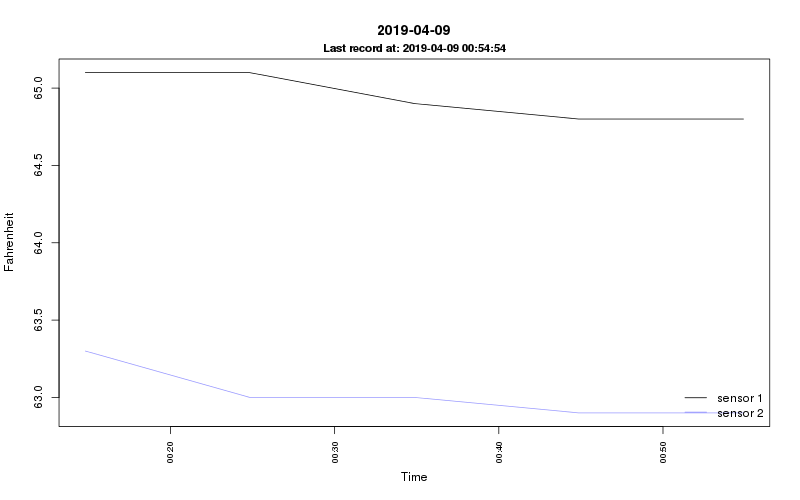 2019-04-09
Last record at: 2019-04-09 00:54:54
65.0
64.5
64.0
63.5
63.0
Fahrenheit
sensor 1
sensor 2
00:20
00:30
00:40
00:50
Time